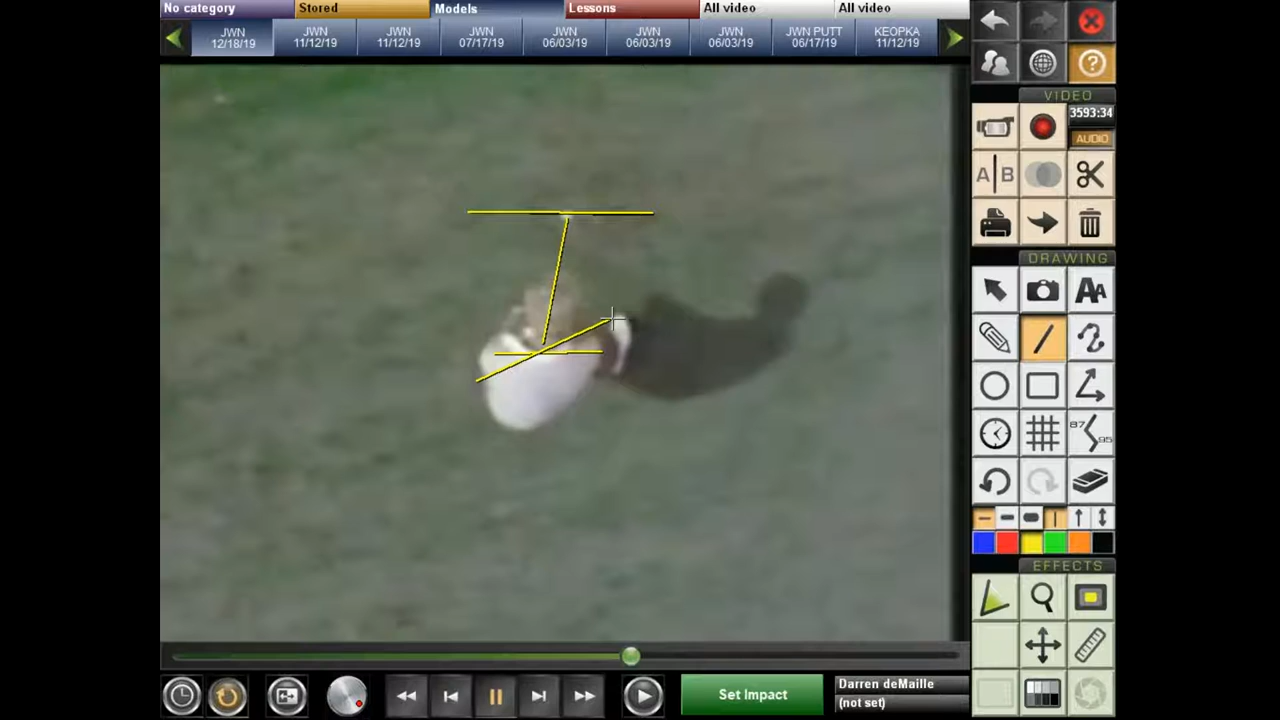 No category
Stored
Models
Lessons
All video
All video
JWN
12/18/19
JWN
11/12/19
JWN
11/12/19
JWN
07/17/19
JWN
06/03/19
JWN
06/03/19
JWN
06/03/19
JWN PUTT
06/17/19
KEOPKA
11/12/19
?
VIDEO
3593:34
AUDIO
A|B
DRAWING
AA
87
95
EFFECTS
Set Impact
Darren deMaille
(not set)